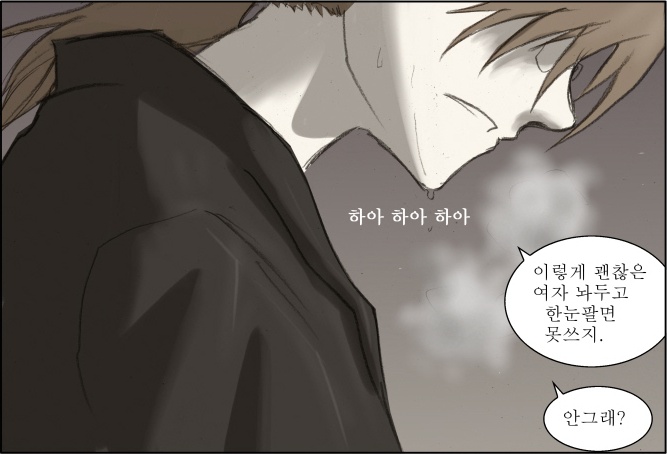 하아 하아 하아
이렇게 괜찮은
여자 놔두고
한눈팔면
못쓰지.
안그래?